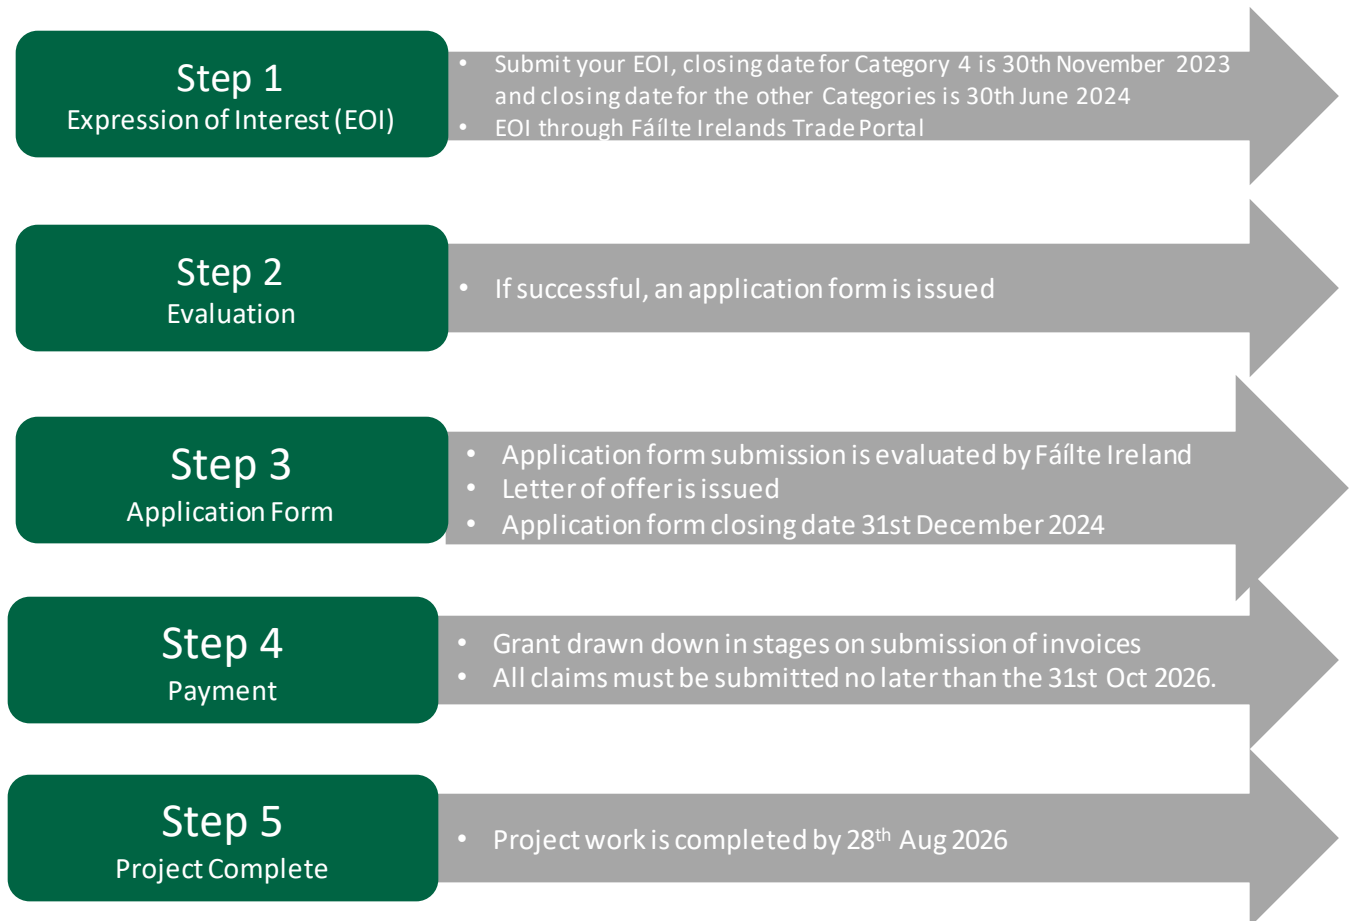 Step 1
Expression of Interest (EOI)
• Submit your EOI, closing date for Category 4 is 30th November 2023
and closing date for the other Categories is 30th June 2024
• EOI through Fáílte Irelands Trade Portal
Step 2
Evaluation
• If successful, an application form is issued
Step 3
Application Form
• Application form submission is evaluated by Fáílte Ireland
• Letter of offer is issued
• Application form closing date 31st December 2024
Step 4
Payment
• Grant drawn down in stages on submission of invoices
• All claims must be submitted no later than the 31st Oct 2026.
Step 5
Project Complete
• Project work is completed by 28th Aug 2026